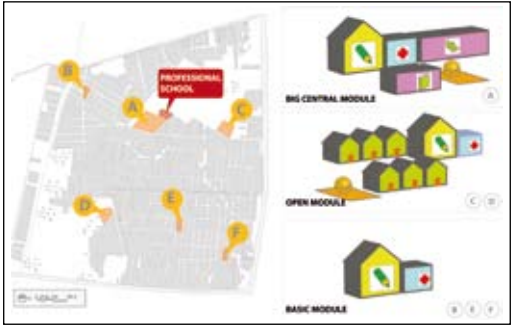 B
PROFESSIONAL
SCHOOL
A
C
D
E
F
BIG CENTRAL MODULE
A
OPEN MODULE
C D
BASIC MODULE
B E F